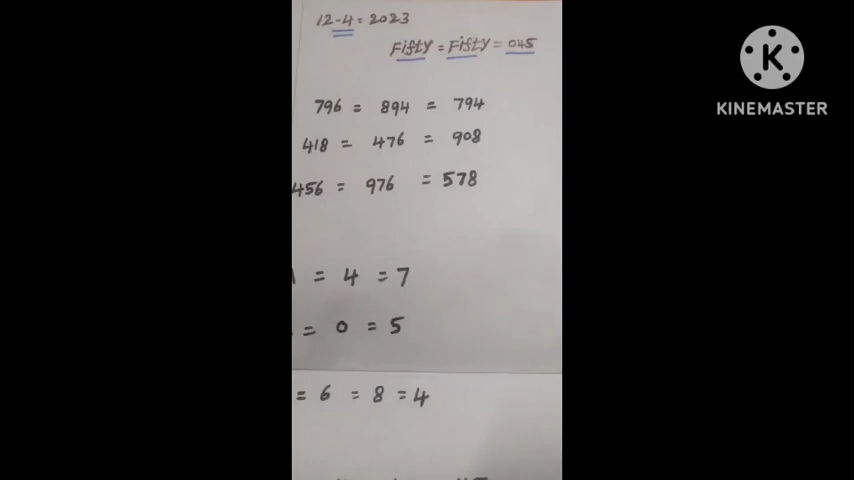 12-4=2023
Fifty = Fifty = 045
796 = 894 = 794
418 = 476 = 908
456 = 976 = 578
= 4 = 7
= 0 = 5
= 6 = 8 = 4
KINEMASTER